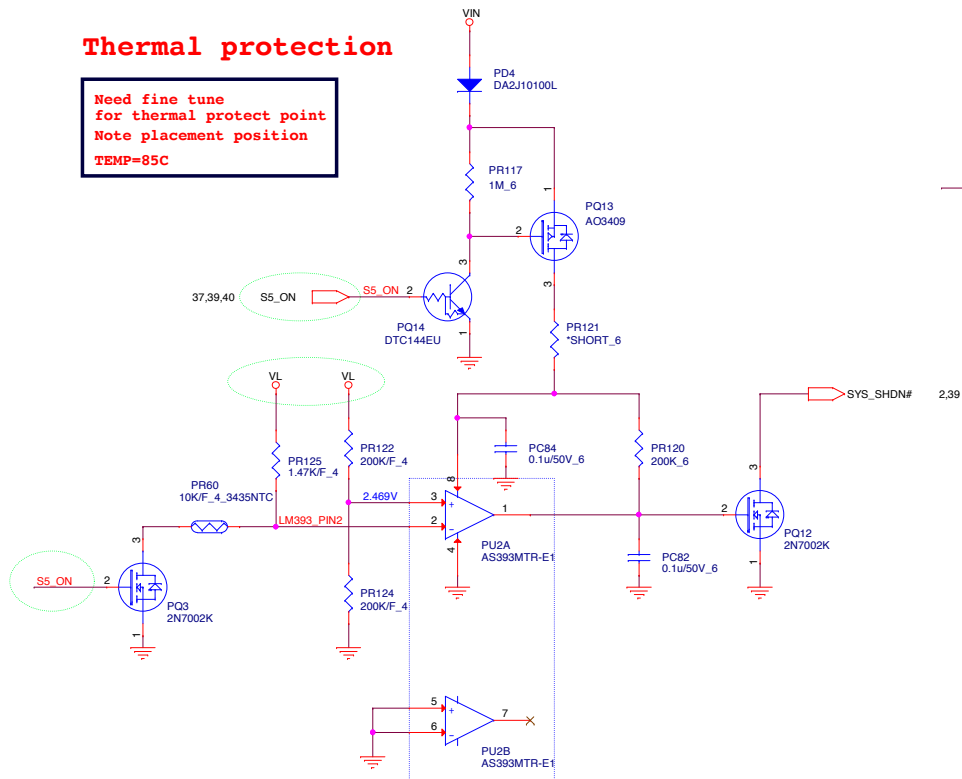 VIN
Thermal protection
PD4
DA2J10100L
Need fine tune
for thermal protect point
Note placement position
TEMP=85C
PR117
1M_6
1
PQ13
AO3409
2
3
3
37,39,40
S5_ON
S5_ON
2
PQ14
DTC144EU
1
PR121
*SHORT_6
VL
VL
SYS_SHDN#
2,39
PR125
1.47K/F_4
PR122
200K/F_4
PC84
0.1u/50V_6
PR120
200K_6
PR60
10K/F_4_3435NTC
8
2.469V
3
+
1
LM393_PIN2
2
-
4
PU2A
AS393MTR-E1
3
2
PQ12
2N7002K
1
PC82
0.1u/50V_6
3
S5_ON
2
PQ3
2N7002K
1
PR124
200K/F_4
5
+
7
6
-
PU2B
AS393MTR-E1